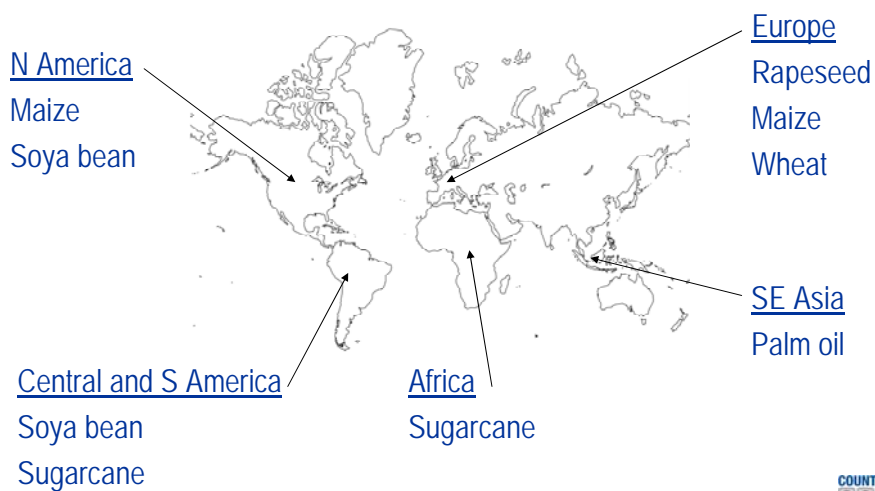 N America
Maize
Soya bean
Europe
Rapeseed
Maize
Wheat
SE Asia
Palm oil
Central and S America
Soya bean
Sugarcane
Africa
Sugarcane
COUNT